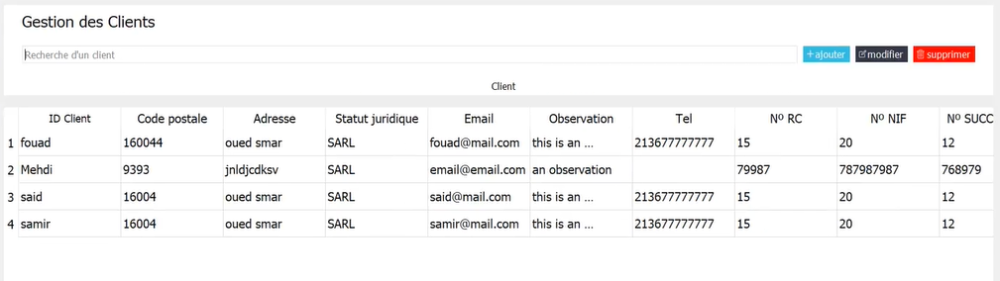 Gestion des Clients
Recherche d'un client
ajouter modifier supprimer
Client
ID Client Code postale Adresse Statut juridique Email Observation Tel Nº RC Nº NIF Nº SUCC
1 fouad 160044 oued smar SARL fouad@mail.com this is an ... 213677777777 15 20 12
2 Mehdi 9393 jnldjcdksv SARL email@email.com an observation 79987 787987987 768979
3 said 16004 oued smar SARL said@mail.com this is an ... 213677777777 15 20 12
4 samir 16004 oued smar SARL samir@mail.com this is an ... 213677777777 15 20 12